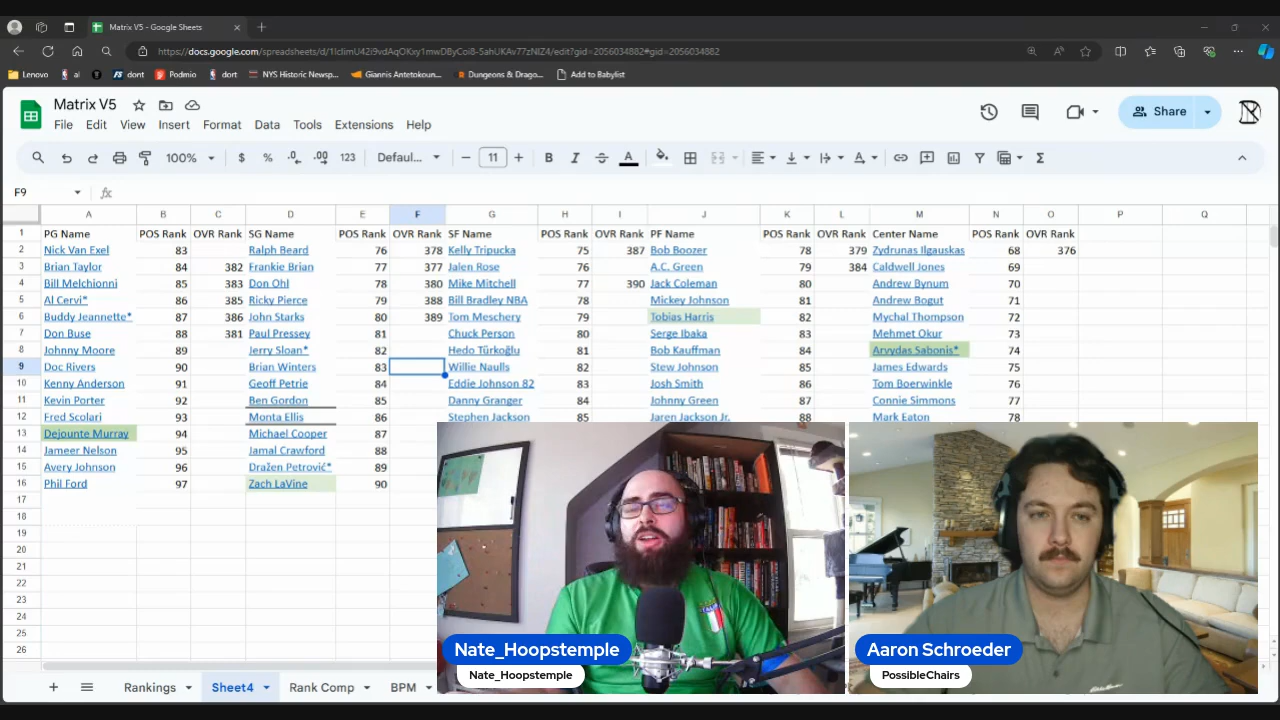 Matrix V5 - Google Sheets
https://docs.google.com/spreadsheets/d/
Lenovo al dont Podmio dort NYS Historic Newsp... Giannis Antetokoun... Dungeons & Drago... Add to Babylist
Matrix V5
File Edit View Insert Format Data Tools Extensions Help
Share
100% $ % .0 .00 123 Defaul... 11 B I A
F9 fx
A B C D E F G H I J K L M N O P Q
1 PG Name POS Rank OVR Rank SG Name POS Rank OVR Rank SF Name POS Rank OVR Rank PF Name POS Rank OVR Rank Center Name POS Rank OVR Rank
2 Nick Van Exel 83 Ralph Beard 76 378 Kelly Tripucka 75 387 Bob Boozer 78 379 Zydrunas Ilgauskas 68 376
3 Brian Taylor 84 382 Frankie Brian 77 377 Jalen Rose 76 A.C. Green 79 384 Caldwell Jones 69
4 Bill Melchionni 85 383 Don Ohl 78 380 Mike Mitchell 77 390 Jack Coleman 80 Andrew Bynum 70
5 Al Cervi* 86 385 Ricky Pierce 79 388 Bill Bradley NBA 78 Mickey Johnson 81 Andrew Bogut 71
6 Buddy Jeannette* 87 386 John Starks 80 389 Tom Meschery 79 Tobias Harris 82 Mychal Thompson 72
7 Don Buse 88 381 Paul Pressey 81 Chuck Person 80 Serge Ibaka 83 Mehmet Okur 73
8 Johnny Moore 89 Jerry Sloan* 82 Hedo Türkoğlu 81 Bob Kauffman 84 Arvydas Sabonis* 74
9 Doc Rivers 90 Brian Winters 83 Willie Naulls 82 Stew Johnson 85 James Edwards 75
10 Kenny Anderson 91 Geoff Petrie 84 Eddie Johnson 82 83 Josh Smith 86 Tom Boerwinkle 76
11 Kevin Porter 92 Ben Gordon 85 Danny Granger 84 Johnny Green 87 Connie Simmons 77
12 Fred Scolari 93 Monta Ellis 86 Stephen Jackson 85 Jaren Jackson Jr. 88 Mark Eaton 78
13 Dejounte Murray 94 Michael Cooper 87
14 Jameer Nelson 95 Jamal Crawford 88
15 Avery Johnson 96 Dražen Petrović* 89
16 Phil Ford 97 Zach LaVine 90
17
18
19
20
21
22
23
24
25
26
Nate_Hoopstemple
Nate_Hoopstemple
Aaron Schroeder
PossibleChairs
Rankings Sheet4 Rank Comp BPM